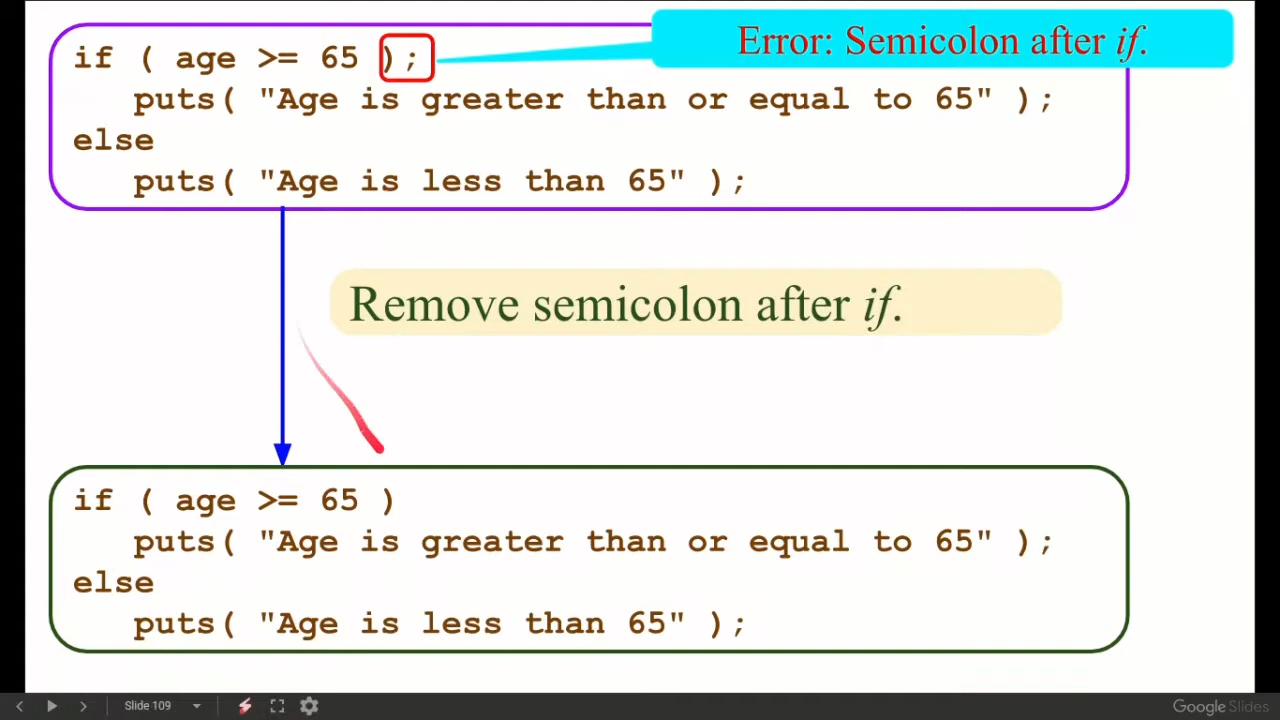 if ( age >= 65 );
Error: Semicolon after if.
puts( "Age is greater than or equal to 65" );
else
puts( "Age is less than 65" );
Remove semicolon after if.
if ( age >= 65 )
puts( "Age is greater than or equal to 65" );
else
puts( "Age is less than 65" );
Slide 109
Google Slides